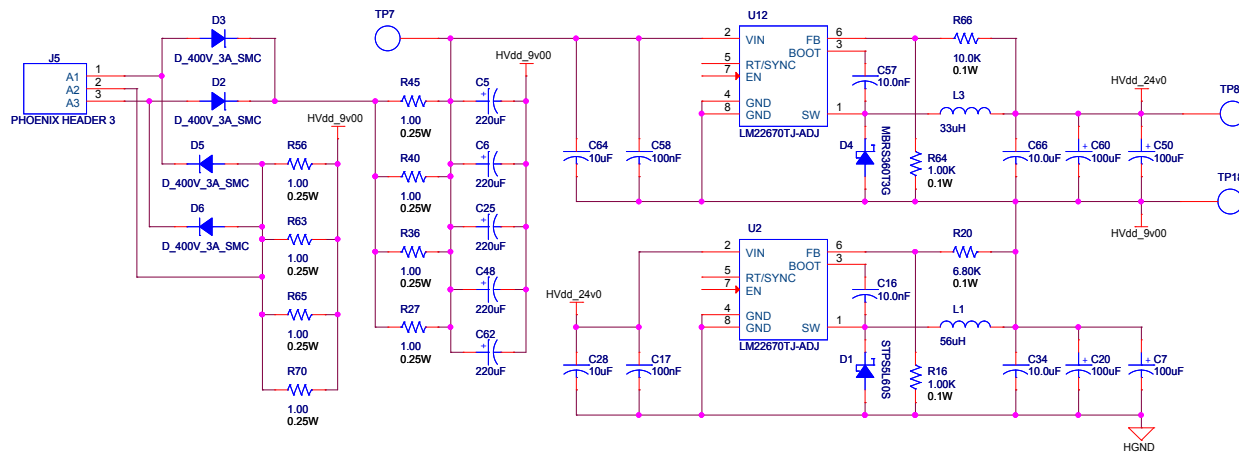 J5
A1
A2
A3
1
2
3
PHOENIX HEADER 3
D3
D_400V_3A_SMC
D2
D_400V_3A_SMC
D5
D_400V_3A_SMC
D6
D_400V_3A_SMC
HVdd_9v00
R56
1.00
0.25W
R63
1.00
0.25W
R65
1.00
0.25W
R70
1.00
0.25W
TP7
R45
1.00
0.25W
R40
1.00
0.25W
R36
1.00
0.25W
R27
1.00
0.25W
HVdd_9v00
C5
+
220uF
C6
+
220uF
C25
+
220uF
C48
+
220uF
C62
+
220uF
C64
10uF
C58
100nF
U12
2
VIN
5
RT/SYNC
7
EN
4
GND
8
GND
FB
6
BOOT
3
SW
1
LM22670TJ-ADJ
C57
10.0nF
D4
MBRS360T3G
R66
10.0K
0.1W
L3
33uH
R64
1.00K
0.1W
C66
10.0uF
C60
+
100uF
HVdd_24v0
C50
+
100uF
TP8
TP18
HVdd_9v00
HVdd_24v0
C28
10uF
C17
100nF
U2
2
VIN
5
RT/SYNC
7
EN
4
GND
8
GND
FB
6
BOOT
3
SW
1
LM22670TJ-ADJ
C16
10.0nF
D1
STPS5L60S
R20
6.80K
0.1W
L1
56uH
R16
1.00K
0.1W
C34
10.0uF
C20
+
100uF
C7
+
100uF
HGND